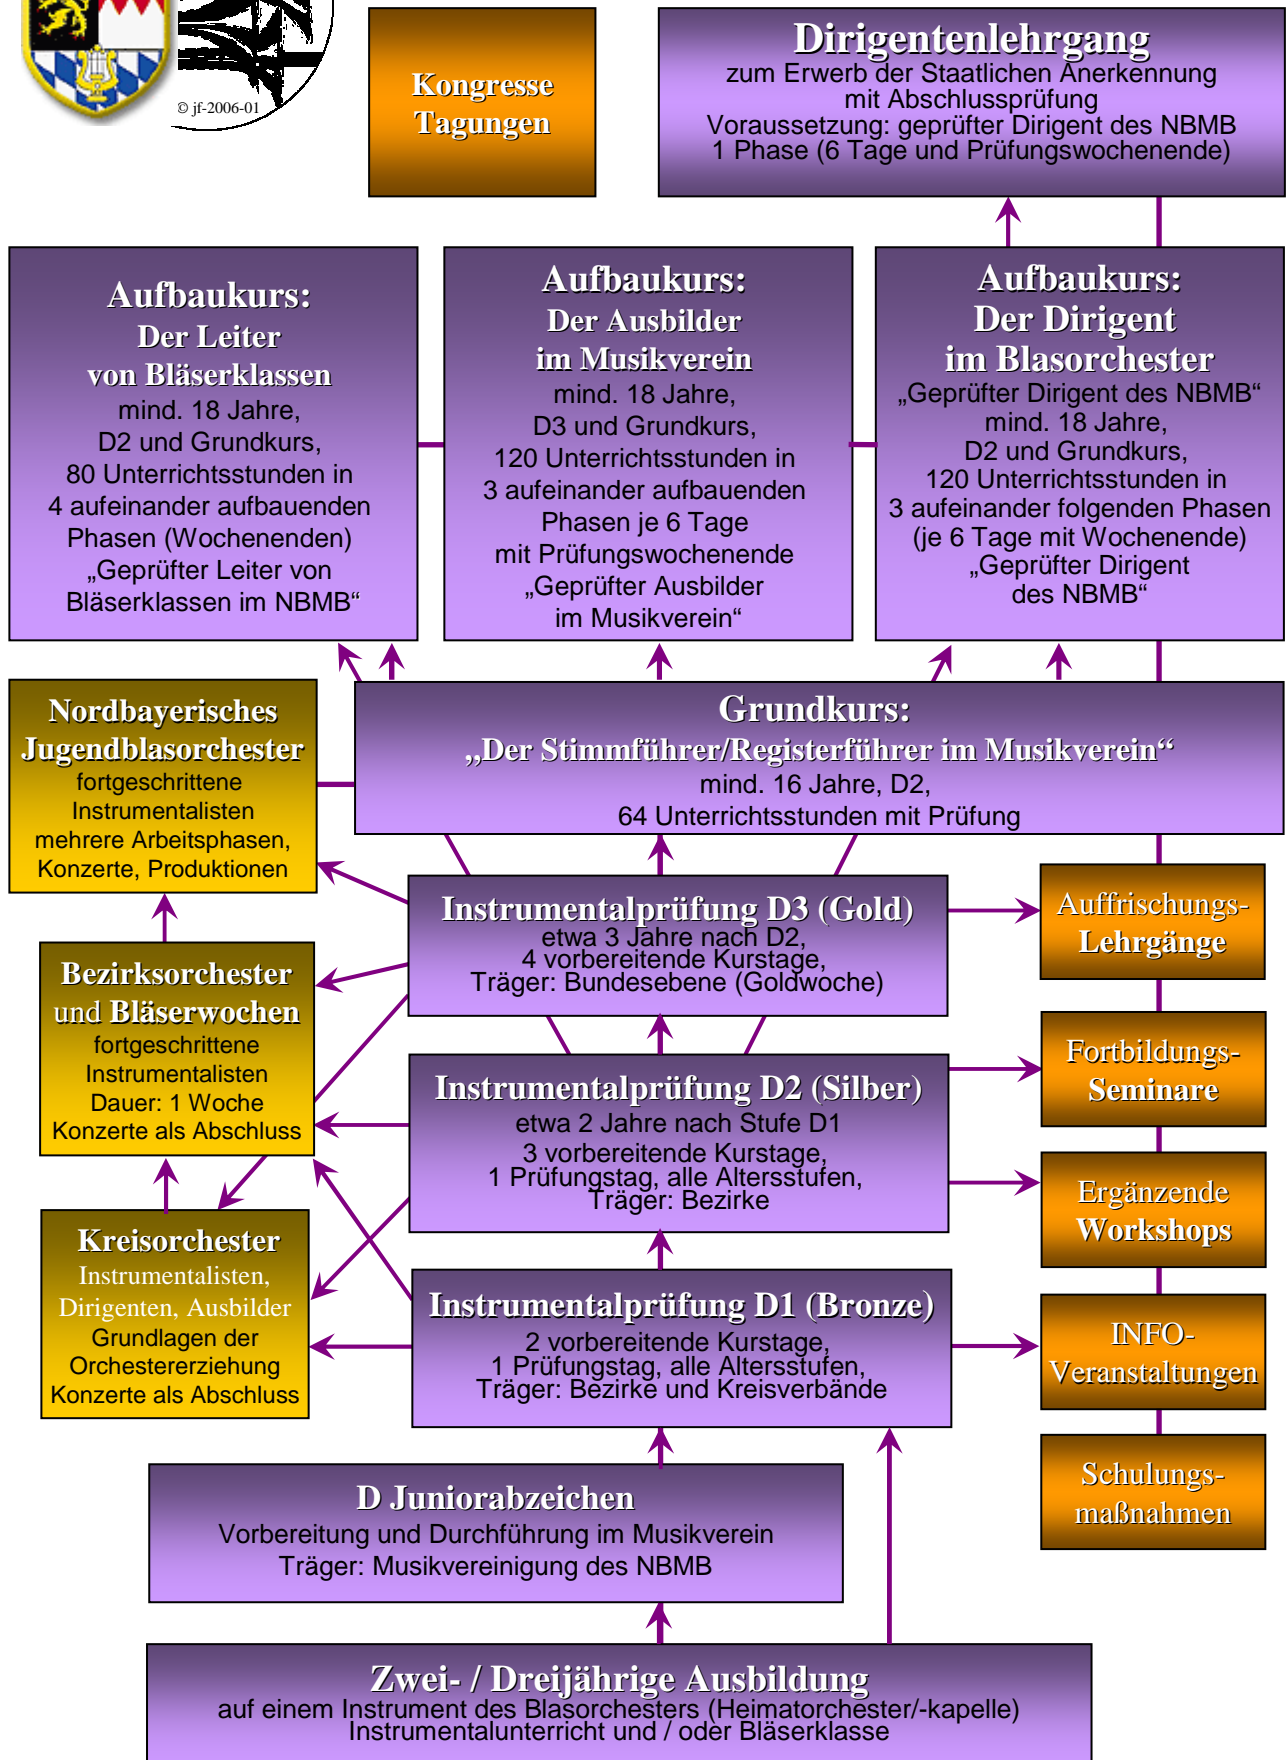 © jf-2006-01
Kongresse
Tagungen
Dirigentenlehrgang
zum Erwerb der Staatlichen Anerkennung
mit Abschlussprüfung
Voraussetzung: geprüfter Dirigent des NBMB
1 Phase (6 Tage und Prüfungswochenende)
Aufbaukurs:
Der Leiter
von Bläserklassen
mind. 18 Jahre,
D2 und Grundkurs,
80 Unterrichtsstunden in
4 aufeinander aufbauenden
Phasen (Wochenenden)
„Geprüfter Leiter von
Bläserklassen im NBMB“
Aufbaukurs:
Der Ausbilder
im Musikverein
mind. 18 Jahre,
D3 und Grundkurs,
120 Unterrichtsstunden in
3 aufeinander aufbauenden
Phasen je 6 Tage
mit Prüfungswochenende
„Geprüfter Ausbilder
im Musikverein“
Aufbaukurs:
Der Dirigent
im Blasorchester
„Geprüfter Dirigent des NBMB“
mind. 18 Jahre,
D2 und Grundkurs,
120 Unterrichtsstunden in
3 aufeinander folgenden Phasen
(je 6 Tage mit Wochenende)
„Geprüfter Dirigent
des NBMB“
Nordbayerisches
Jugendblasorchester
fortgeschrittene
Instrumentalisten
mehrere Arbeitsphasen,
Konzerte, Produktionen
Grundkurs:
„Der Stimmführer/Registerführer im Musikverein“
mind. 16 Jahre, D2,
64 Unterrichtsstunden mit Prüfung
Instrumentalprüfung D3 (Gold)
etwa 3 Jahre nach D2,
4 vorbereitende Kurstage,
Träger: Bundesebene (Goldwoche)
Auffrischungs-
Lehrgänge
Bezirksorchester
und Bläserwochen
fortgeschrittene
Instrumentalisten
Dauer: 1 Woche
Konzerte als Abschluss
Instrumentalprüfung D2 (Silber)
etwa 2 Jahre nach Stufe D1
3 vorbereitende Kurstage,
1 Prüfungstag, alle Altersstufen,
Träger: Bezirke
Fortbildungs-
Seminare
Ergänzende
Workshops
Kreisorchester
Instrumentalisten,
Dirigenten, Ausbilder
Grundlagen der
Orchestererziehung
Konzerte als Abschluss
Instrumentalprüfung D1 (Bronze)
2 vorbereitende Kurstage,
1 Prüfungstag, alle Altersstufen,
Träger: Bezirke und Kreisverbände
INFO-
Veranstaltungen
Schulungs-
maßnahmen
D Juniorabzeichen
Vorbereitung und Durchführung im Musikverein
Träger: Musikvereinigung des NBMB
Zwei- / Dreijährige Ausbildung
auf einem Instrument des Blasorchesters (Heimatorchester/-kapelle)
Instrumentalunterricht und / oder Bläserklasse